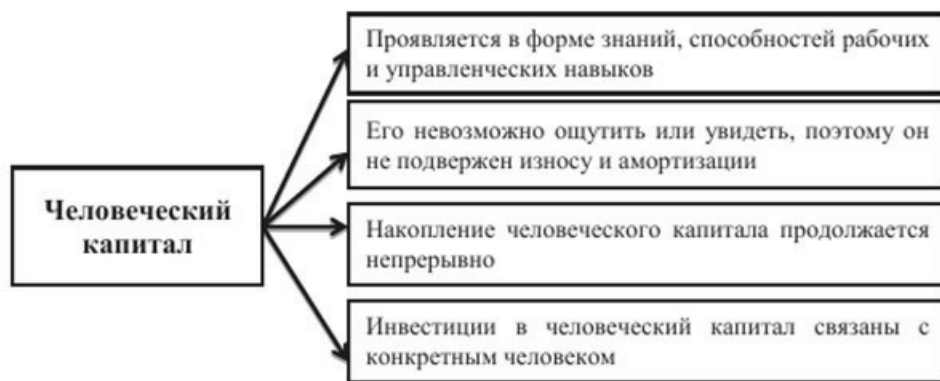 Человеческий
капитал
Проявляется в форме знаний, способностей рабочих
и управленческих навыков
Его невозможно ощутить или увидеть, поэтому он
не подвержен износу и амортизации
Накопление человеческого капитала продолжается
непрерывно
Инвестиции в человеческий капитал связаны с
конкретным человеком